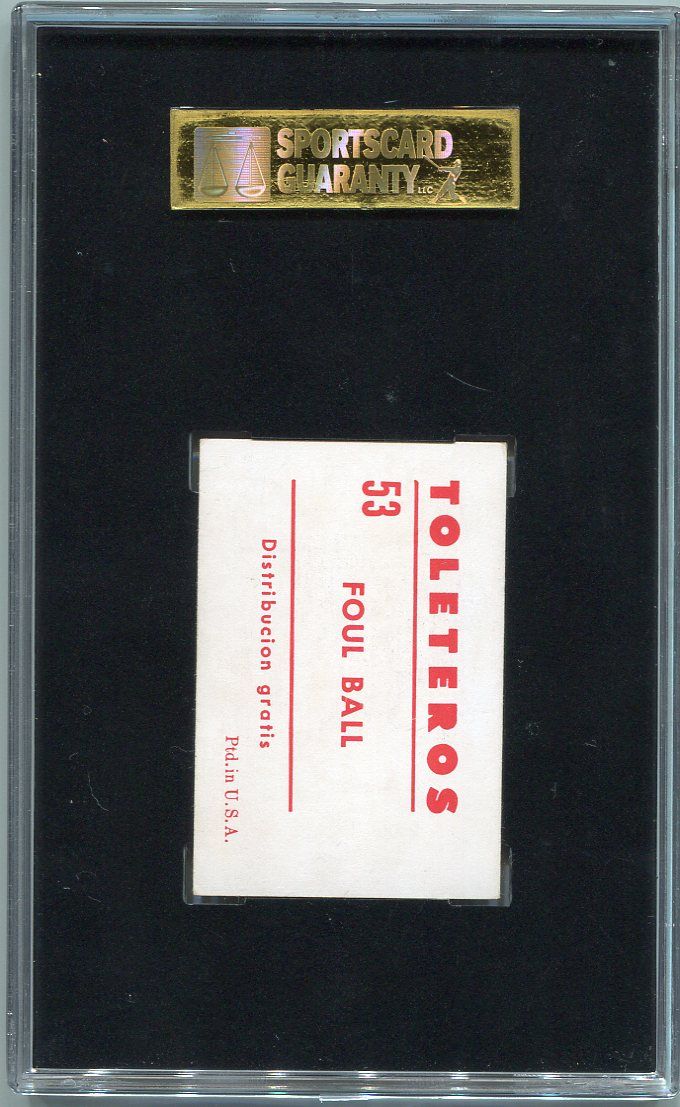 SPORTSCARD
GUARANTY LLC
TOLETEROS
53
FOUL BALL
Distribucion gratis
Ptd. in U.S.A.